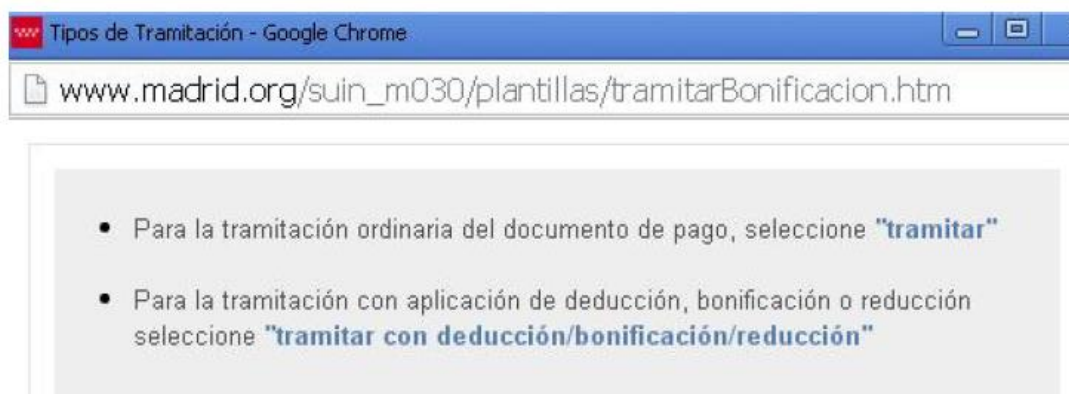 Tipos de Tramitación - Google Chrome
www.madrid.org/suin_m030/plantillas/tramitarBonificacion.htm
• Para la tramitación ordinaria del documento de pago, seleccione "tramitar"
• Para la tramitación con aplicación de deducción, bonificación o reducción
seleccione "tramitar con deducción/bonificación/reducción"